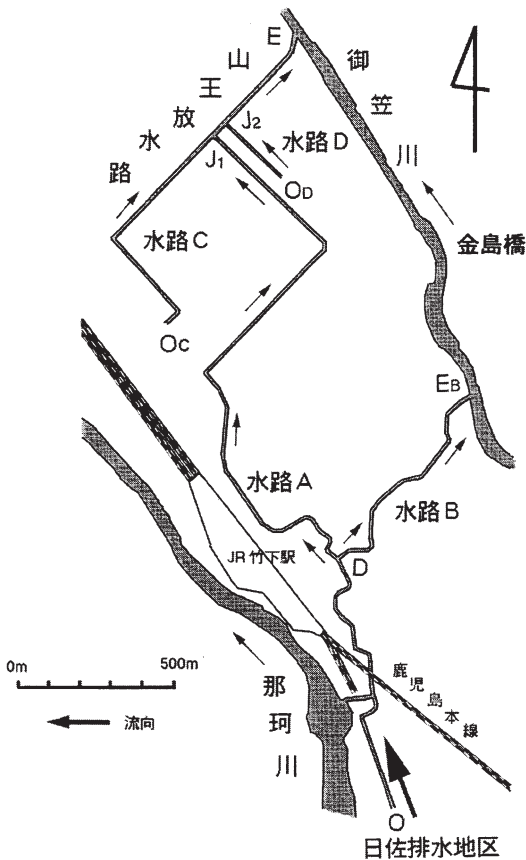 E
御笠川
山王放水路
J2
水路D
J1
OD
水路C
金島橋
OC
EB
水路A
水路B
JR竹下駅
D
0m 500m
鹿児島本線
那珂川
流向
O
日佐排水地区